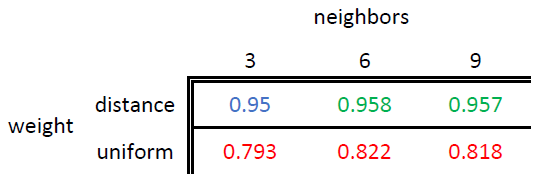 neighbors
3 6 9
weight
distance 0.95 0.958 0.957
uniform 0.793 0.822 0.818